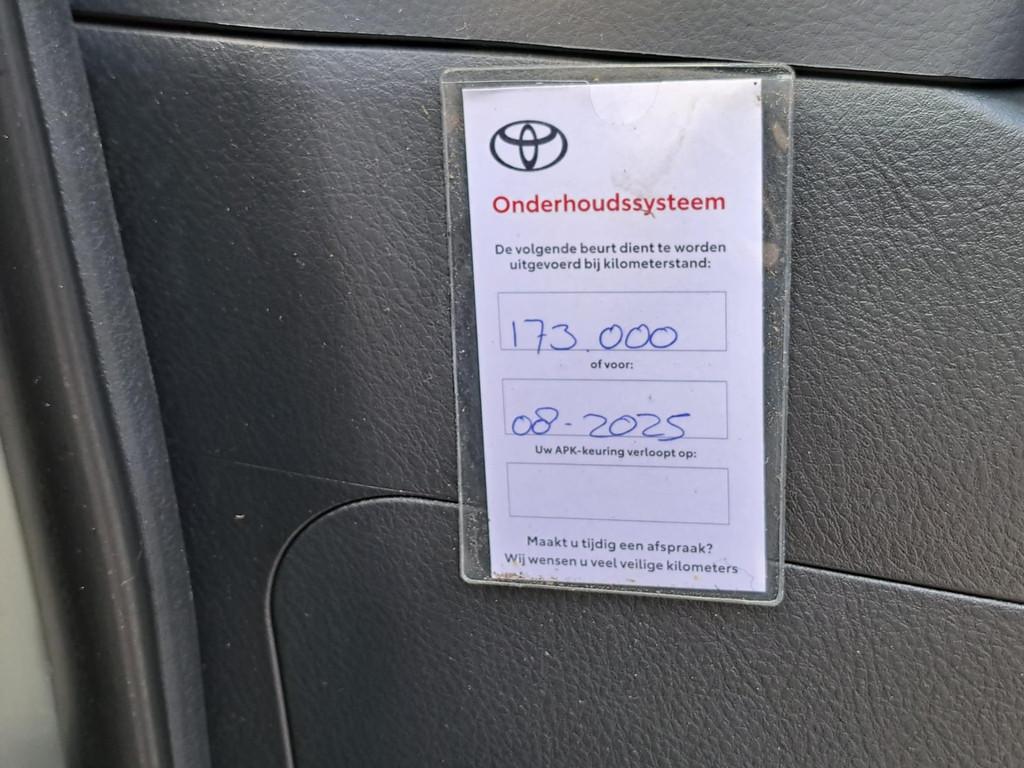 Onderhoudssysteem
De volgende beurt dient te worden
uitgevoerd bij kilometerstand:
173.000
of voor:
08-2025
Uw APK-keuring verloopt op:
Maakt u tijdig een afspraak?
Wij wensen u veel veilige kilometers